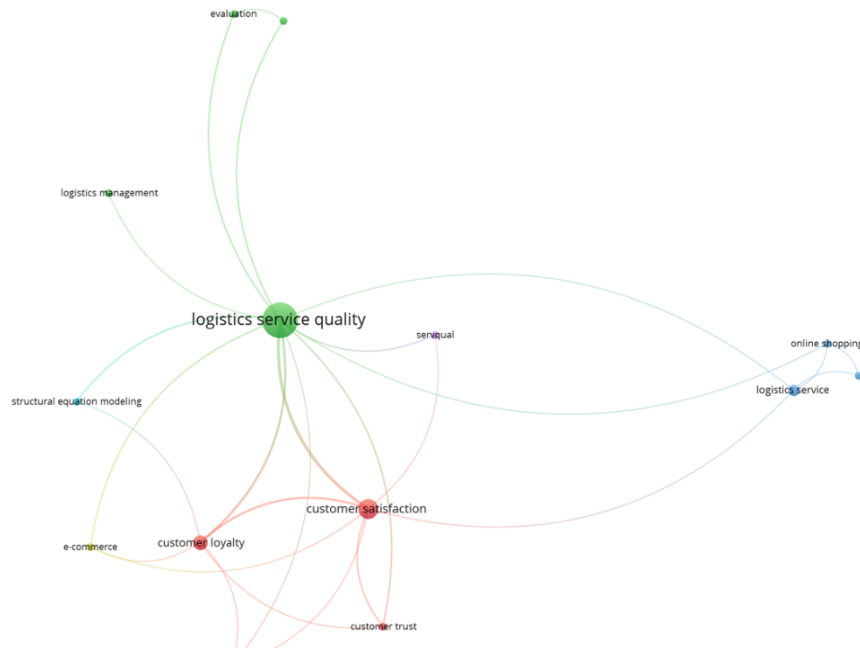 evaluation
logistics management
logistics service quality
servqual
online shopping
logistics service
structural equation modeling
customer satisfaction
customer loyalty
e-commerce
customer trust